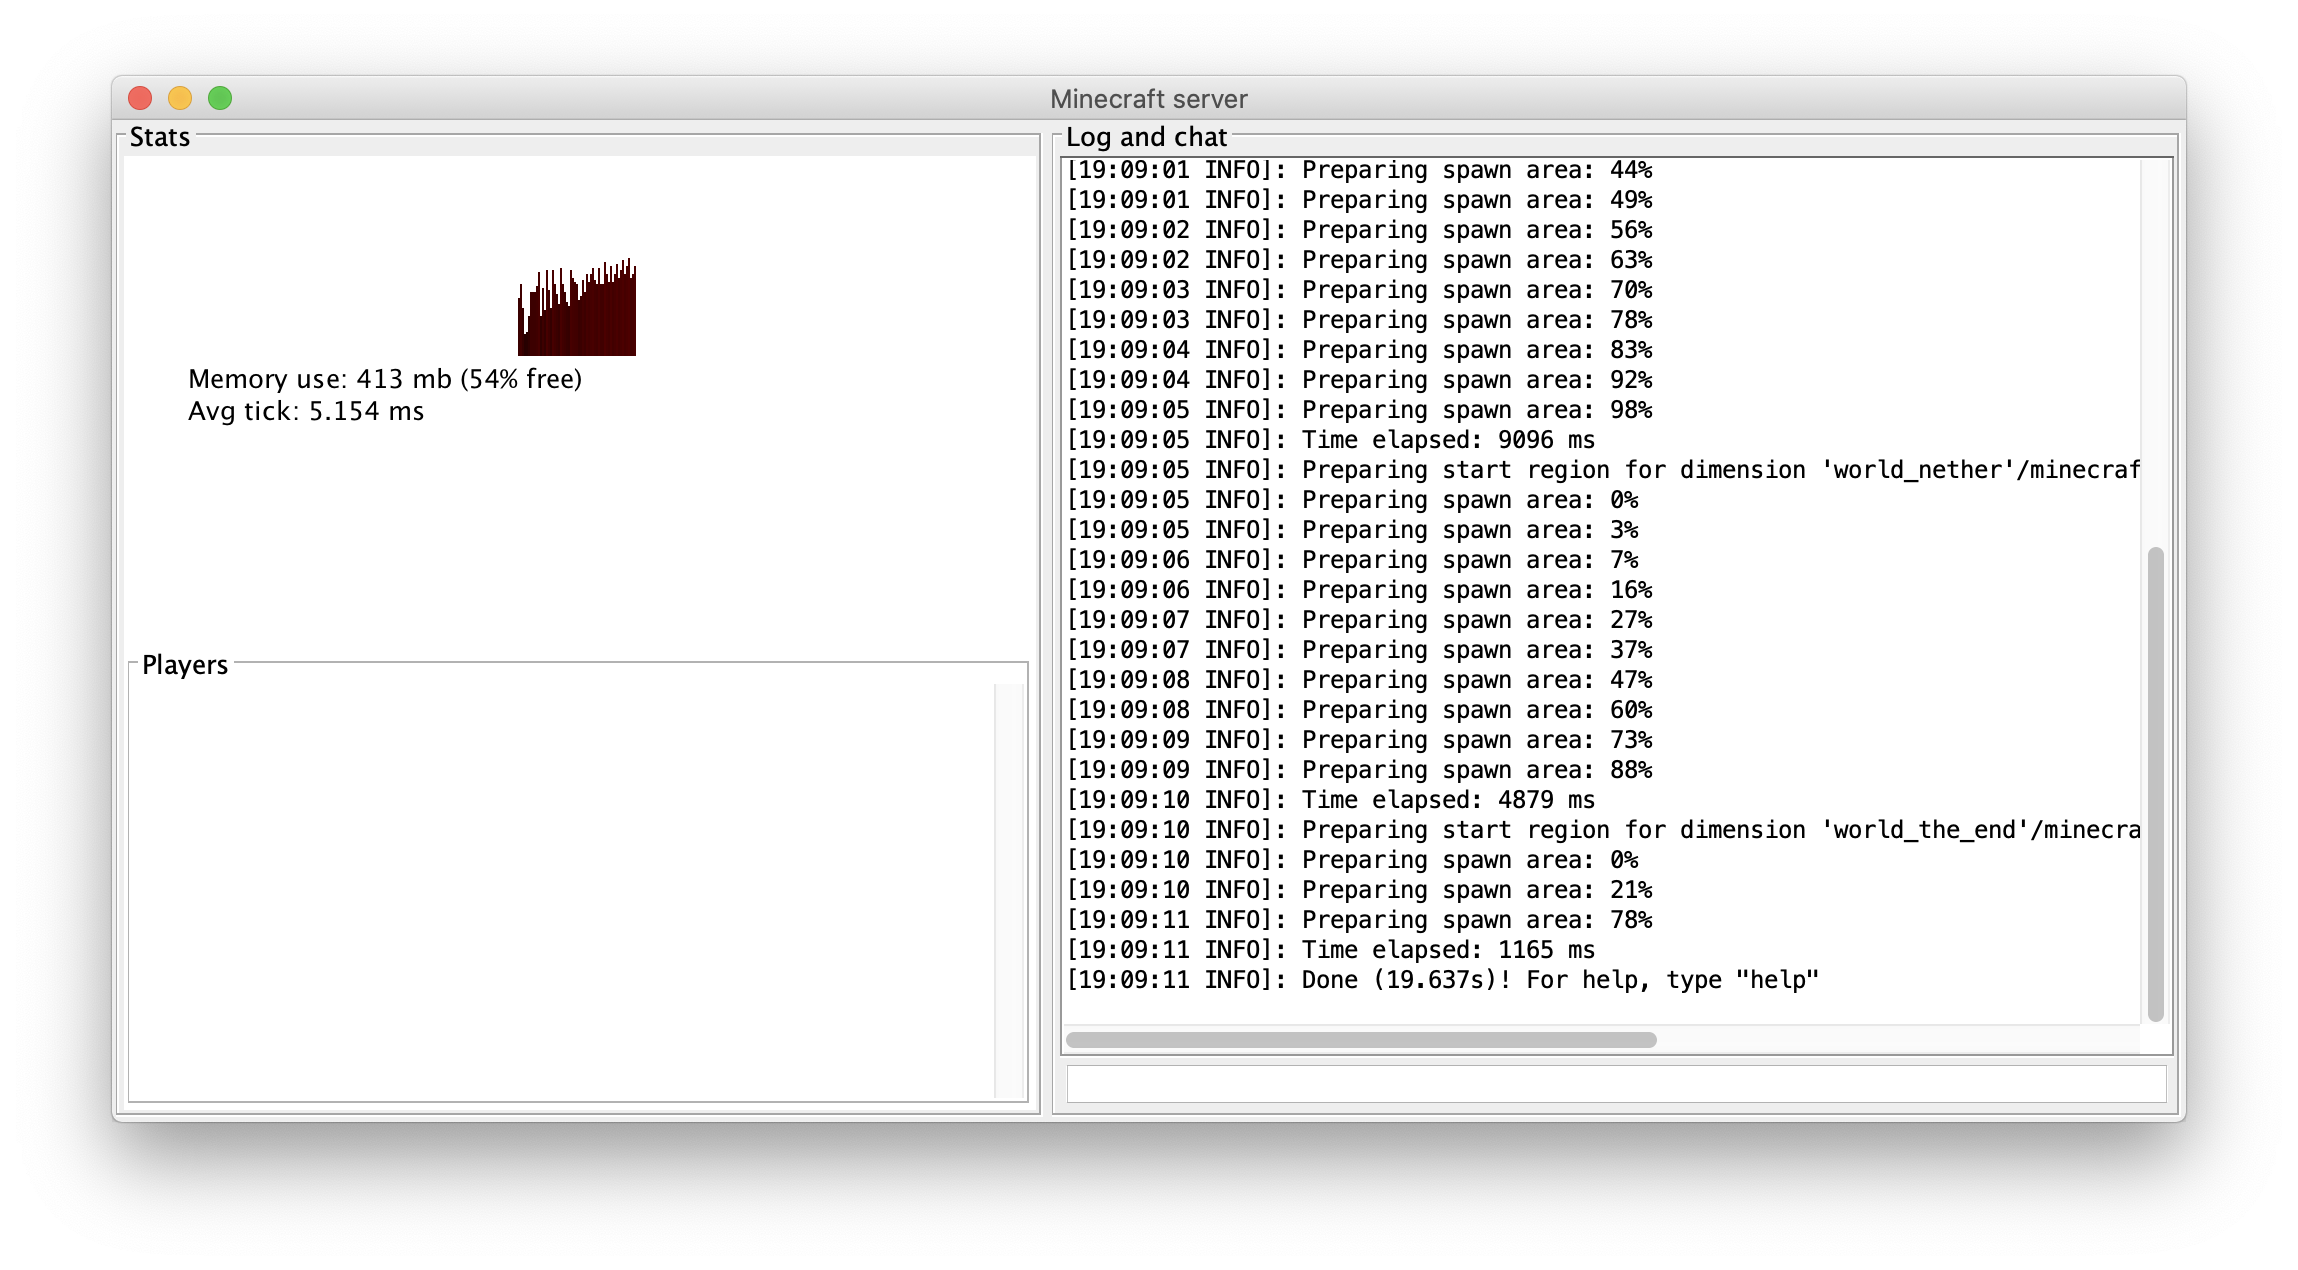 Minecraft server
Stats
Memory use: 413 mb (54% free)
Avg tick: 5.154 ms
Players
Log and chat
[19:09:01 INFO]: Preparing spawn area: 44%
[19:09:01 INFO]: Preparing spawn area: 49%
[19:09:02 INFO]: Preparing spawn area: 56%
[19:09:02 INFO]: Preparing spawn area: 63%
[19:09:03 INFO]: Preparing spawn area: 70%
[19:09:03 INFO]: Preparing spawn area: 78%
[19:09:04 INFO]: Preparing spawn area: 83%
[19:09:04 INFO]: Preparing spawn area: 92%
[19:09:05 INFO]: Preparing spawn area: 98%
[19:09:05 INFO]: Time elapsed: 9096 ms
[19:09:05 INFO]: Preparing start region for dimension 'world_nether'/minecraf
[19:09:05 INFO]: Preparing spawn area: 0%
[19:09:05 INFO]: Preparing spawn area: 3%
[19:09:06 INFO]: Preparing spawn area: 7%
[19:09:06 INFO]: Preparing spawn area: 16%
[19:09:07 INFO]: Preparing spawn area: 27%
[19:09:07 INFO]: Preparing spawn area: 37%
[19:09:08 INFO]: Preparing spawn area: 47%
[19:09:08 INFO]: Preparing spawn area: 60%
[19:09:09 INFO]: Preparing spawn area: 73%
[19:09:09 INFO]: Preparing spawn area: 88%
[19:09:10 INFO]: Time elapsed: 4879 ms
[19:09:10 INFO]: Preparing start region for dimension 'world_the_end'/minecra
[19:09:10 INFO]: Preparing spawn area: 0%
[19:09:10 INFO]: Preparing spawn area: 21%
[19:09:11 INFO]: Preparing spawn area: 78%
[19:09:11 INFO]: Time elapsed: 1165 ms
[19:09:11 INFO]: Done (19.637s)! For help, type "help"